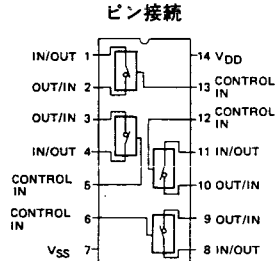 ピン接続
IN/OUT 1
OUT/IN 2
OUT/IN 3
IN/OUT 4
CONTROL
IN 5
CONTROL
IN 6
VSS 7
14 VDD
13 CONTROL
IN
12 CONTROL
IN
11 IN/OUT
10 OUT/IN
9 OUT/IN
8 IN/OUT